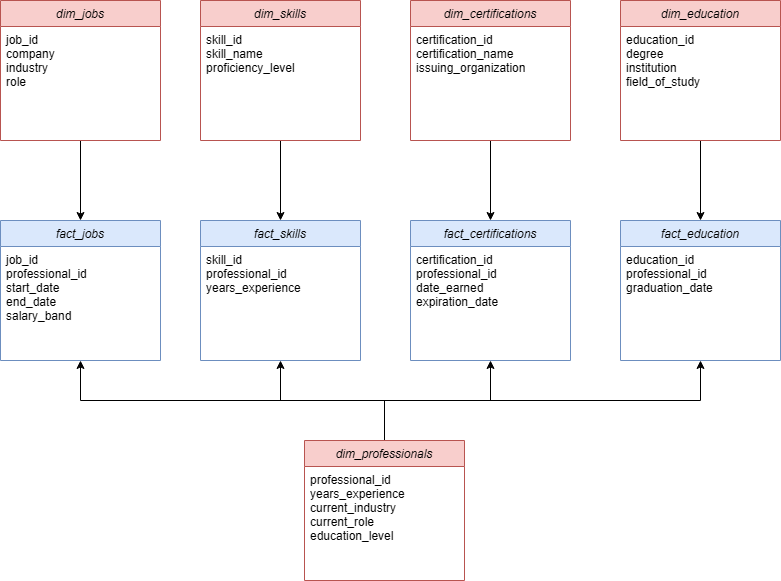 dim_jobs
job_id
company
industry
role
dim_skills
skill_id
skill_name
proficiency_level
dim_certifications
certification_id
certification_name
issuing_organization
dim_education
education_id
degree
institution
field_of_study
fact_jobs
job_id
professional_id
start_date
end_date
salary_band
fact_skills
skill_id
professional_id
years_experience
fact_certifications
certification_id
professional_id
date_earned
expiration_date
fact_education
education_id
professional_id
graduation_date
dim_professionals
professional_id
years_experience
current_industry
current_role
education_level